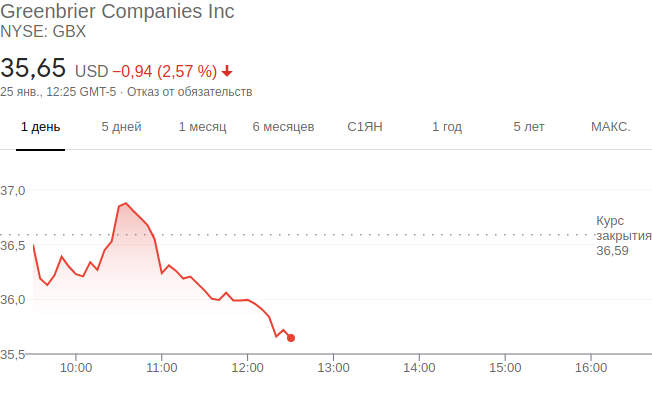 Greenbrier Companies Inc
NYSE: GBX
35,65 USD −0,94 (2,57 %)
25 янв., 12:25 GMT-5 · Отказ от обязательств
1 день 5 дней 1 месяц 6 месяцев С1ЯН 1 год 5 лет МАКС.
37,0
Курс
закрытия
36,59
36,5
36,0
35,5
10:00 11:00 12:00 13:00 14:00 15:00 16:00